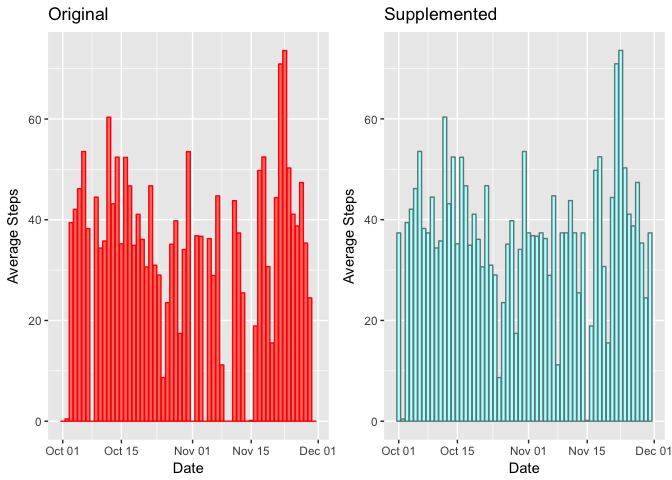 Original
Average Steps
60
40
20
0
Oct 01 Oct 15 Nov 01 Nov 15 Dec 01
Date
Supplemented
Average Steps
60
40
20
0
Oct 01 Oct 15 Nov 01 Nov 15 Dec 01
Date